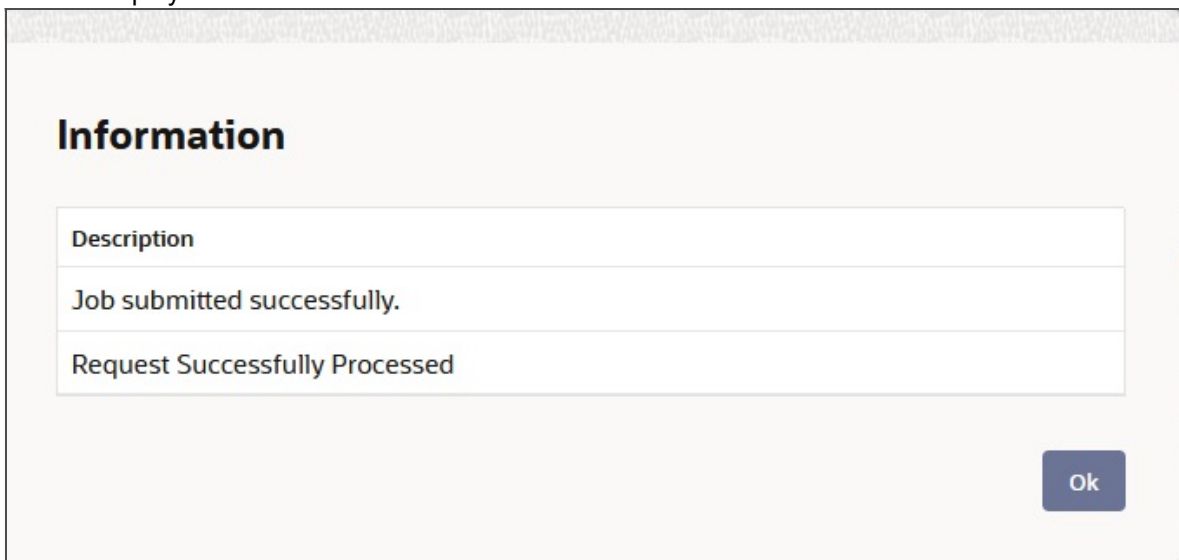 Information
Description
Job submitted successfully.
Request Successfully Processed
Ok